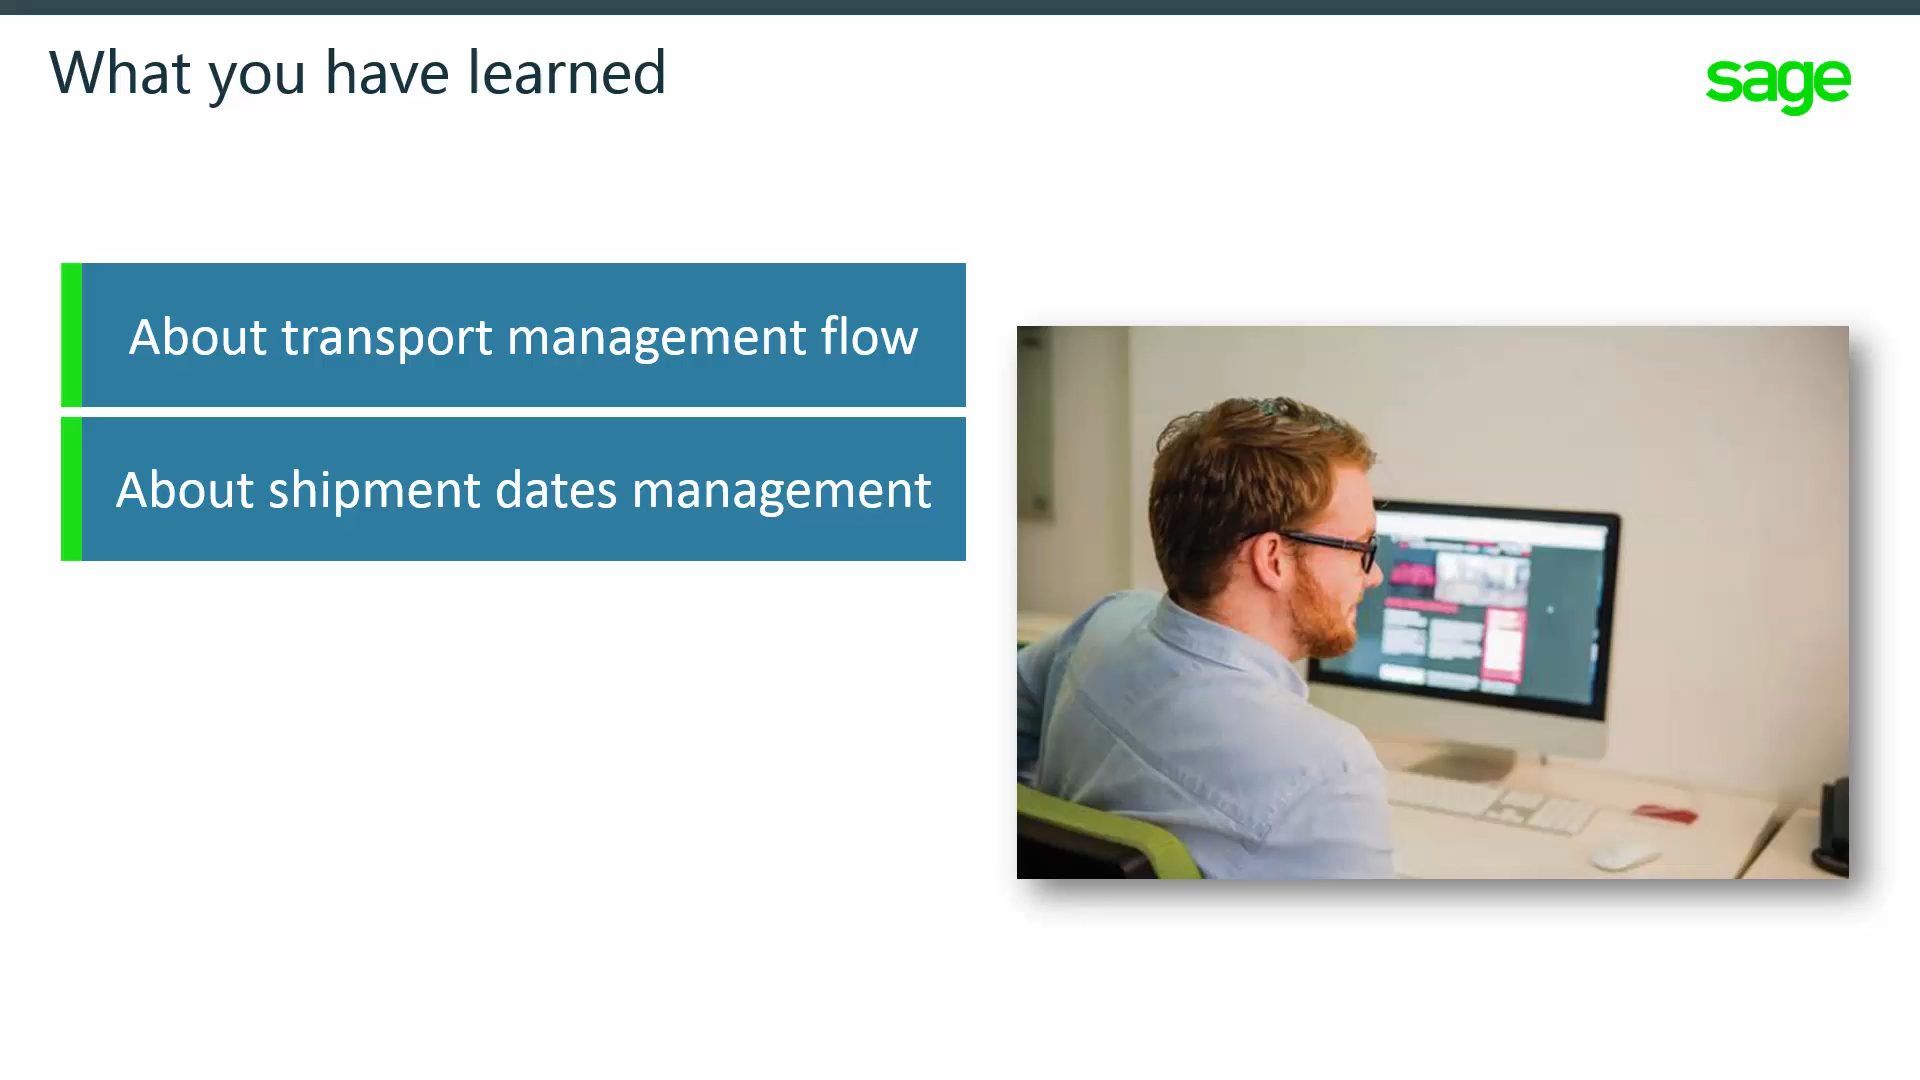 What you have learned
sage
About transport management flow
About shipment dates management